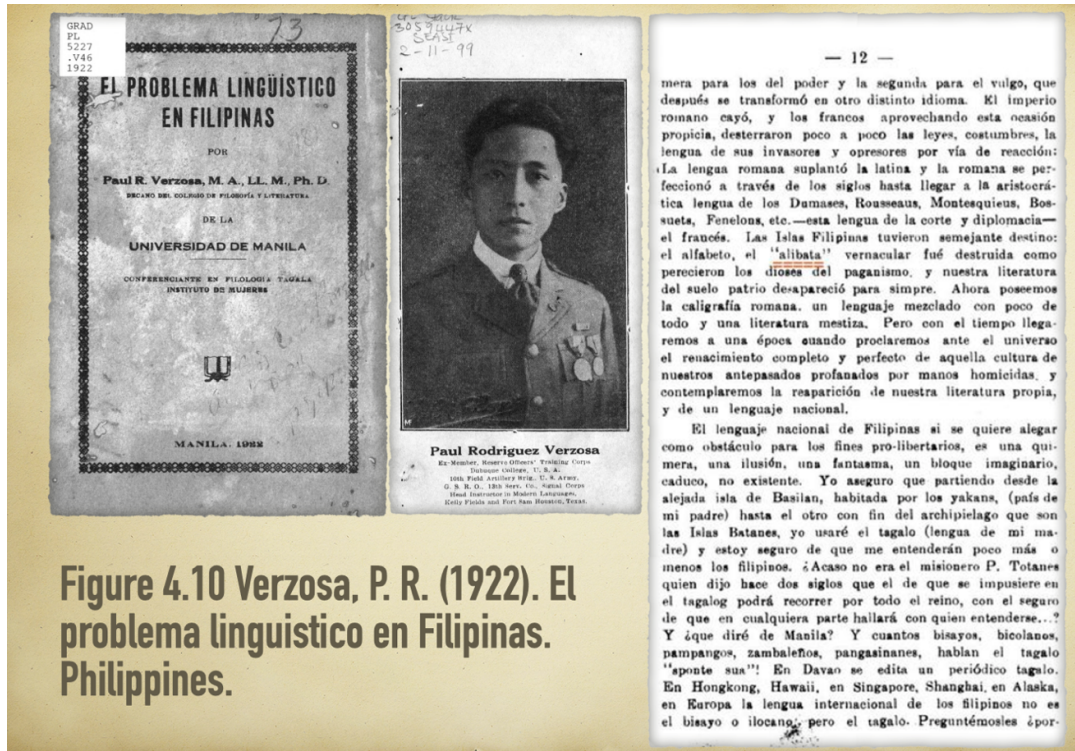 GRAD
PL
5227
.V46
1922
73
EL PROBLEMA LINGÜISTICO
EN FILIPINAS
POR
Paul R. Verzosa, M. A., LL. M., Ph. D.
DECANO DEL COLEGIO DE FILOSOFÍA Y LITERATURA
DE LA
UNIVERSIDAD DE MANILA
CONFERENCIANTE EN FILOLOGIA TAGALA
INSTITUTO DE MUJERES
MANILA, 1922
3059447x
SEASI
2-11-99
Paul Rodriguez Verzosa
Ex-Member, Reserve Officers' Training Corps
Dubuque College, U. S. A.
16th Field Artillery Brig., U. S. Army,
G. S. R. O., 13th Serv. Co., Signal Corps
Head Instructor in Modern Languages,
Kelly Fields and Fort Sam Houston, Texas.
— 12 —
mera para los del poder y la segunda para el vulgo, que
después se transformó en otro distinto idioma. El imperio
romano cayó, y los francos aprovechando esta ocasión
propicia, desterraron poco a poco las leyes, costumbres, la
lengua de sus invasores y opresores por vía de reacción:
La lengua romana suplantó la latina y la romana se per-
feccionó a través de los siglos hasta llegar a la aristocrá-
tica lengua de los Dumases, Rousseaus, Montesquieus, Bos-
suets, Fenelons, etc.—esta lengua de la corte y diplomacia—
el francés. Las Islas Filipinas tuvieron semejante destino:
el alfabeto, el "alibata" vernacular fué destruida como
perecieron los dioses del paganismo, y nuestra literatura
del suelo patrio desapareció para simpre. Ahora poseemos
la caligrafía romana, un lenguaje mezclado con poco de
todo y una literatura mestiza. Pero con el tiempo llega-
remos a una época cuando proclaremos ante el universo
el renacimiento completo y perfecto de aquella cultura de
nuestros antepasados profanados por manos homicidas, y
contemplaremos la reaparición de nuestra literatura propia,
y de un lenguaje nacional.
El lenguaje nacional de Filipinas si se quiere alegar
como obstáculo para los fines pro-libertarios, es una qui-
mera, una ilusión, una fantasma, un bloque imaginario,
caduco, no existente. Yo aseguro que partiendo desde la
alejada isla de Basilan, habitada por los yakans, (país de
mi padre) hasta el otro con fin del archipielago que son
las Islas Batanes, yo usaré el tagalo (lengua de mi ma-
dre) y estoy seguro de que me entenderán poco más o
menos los filipinos. ¿Acaso no era el misionero P. Totanes
quien dijo hace dos siglos que el de que se impusiere en
el tagalog podrá recorrer por todo el reino, con el seguro
de que en cualquiera parte hallará con quien entenderse...?
Y ¿que diré de Manila? Y cuantos bisayos, bicolanos,
pampangos, zambaleños, pangasinanes, hablan el tagalo
"sponte sua"! En Davao se edita un periódico tagalo.
En Hongkong, Hawaii, en Singapore, Shanghai, en Alaska,
en Europa la lengua internacional de los filipinos no es
el bisayo o ilocano, pero el tagalo. Preguntémosles ¿por-
Figure 4.10 Verzosa, P. R. (1922). El
problema linguistico en Filipinas.
Philippines.